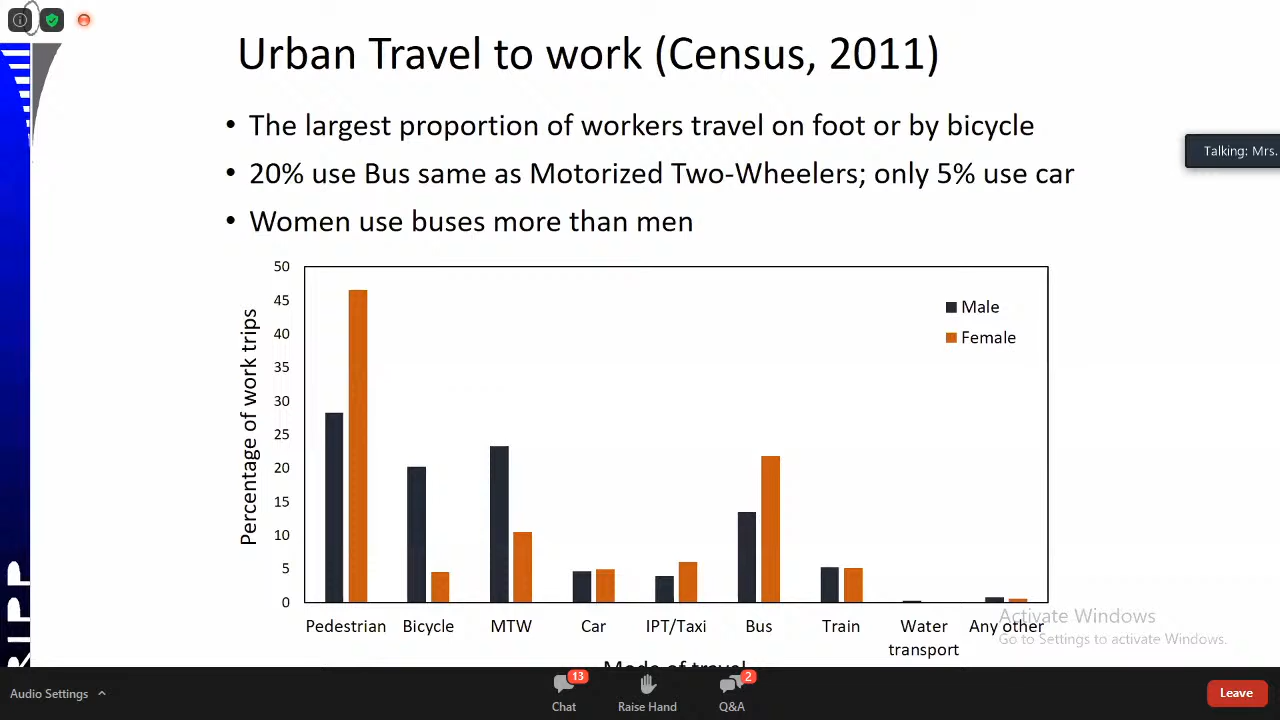 Urban Travel to work (Census, 2011)
• The largest proportion of workers travel on foot or by bicycle
• 20% use Bus same as Motorized Two-Wheelers; only 5% use car
• Women use buses more than men
Talking: Mrs.
Percentage of work trips
50
45
40
35
30
25
20
15
10
5
0
Male
Female
Pedestrian Bicycle MTW Car IPT/Taxi Bus Train Water transport Any other
Mode of travel
Activate Windows
Go to Settings to activate Windows.
Audio Settings
13
Chat
Raise Hand
2
Q&A
Leave